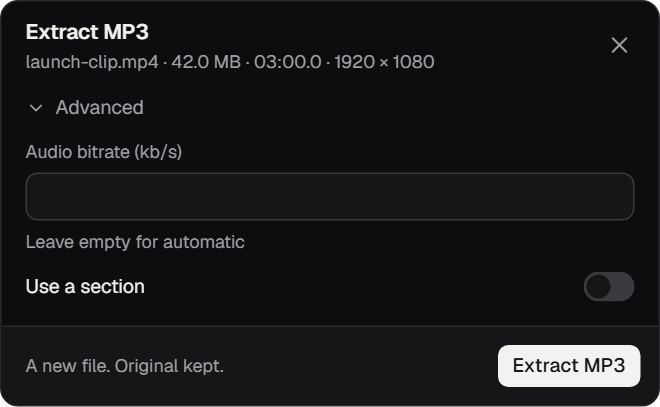 Extract MP3
launch-clip.mp4 · 42.0 MB · 03:00.0 · 1920 × 1080
Advanced
Audio bitrate (kb/s)
Leave empty for automatic
Use a section
A new file. Original kept.
Extract MP3